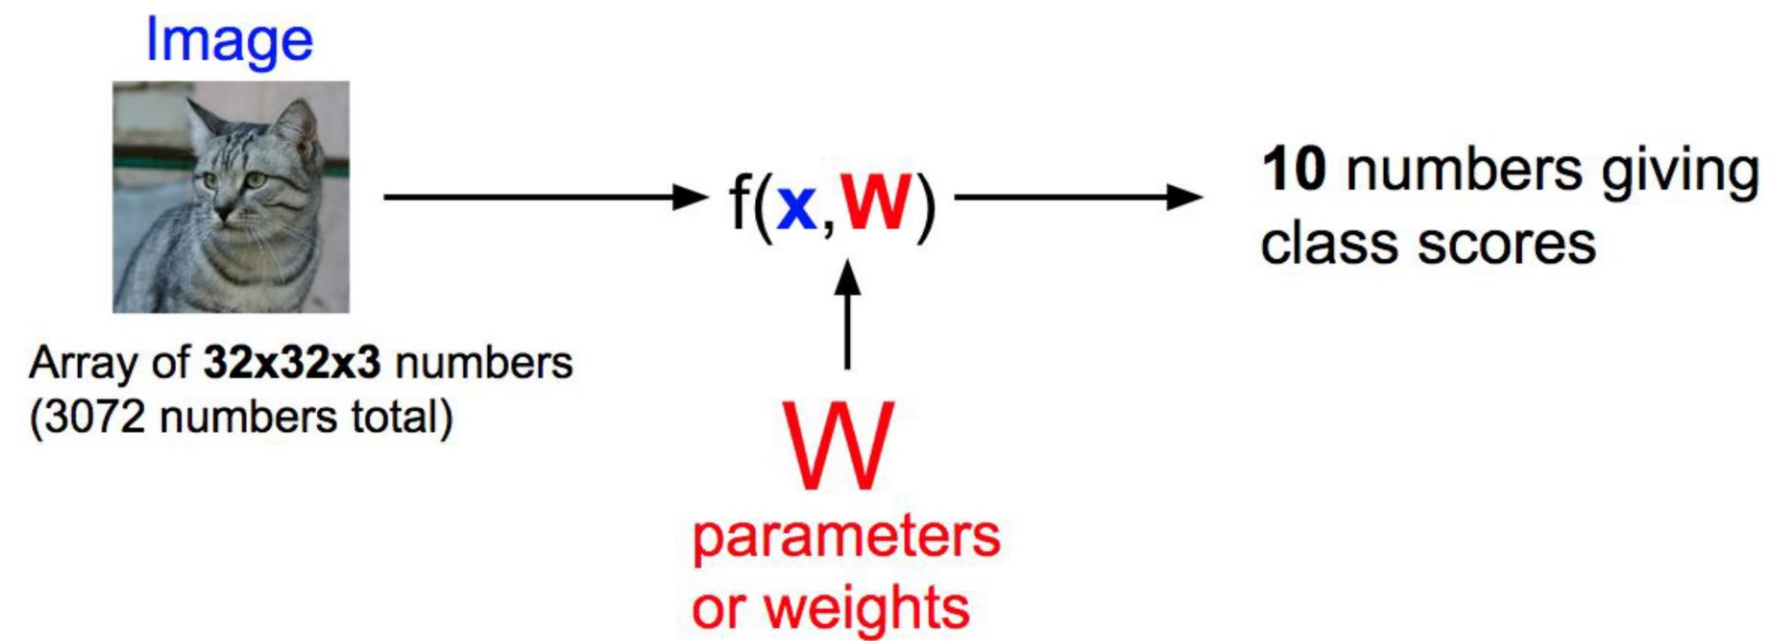 Image
Array of 32x32x3 numbers
(3072 numbers total)
f(x,W)
W
parameters
or weights
10 numbers giving
class scores